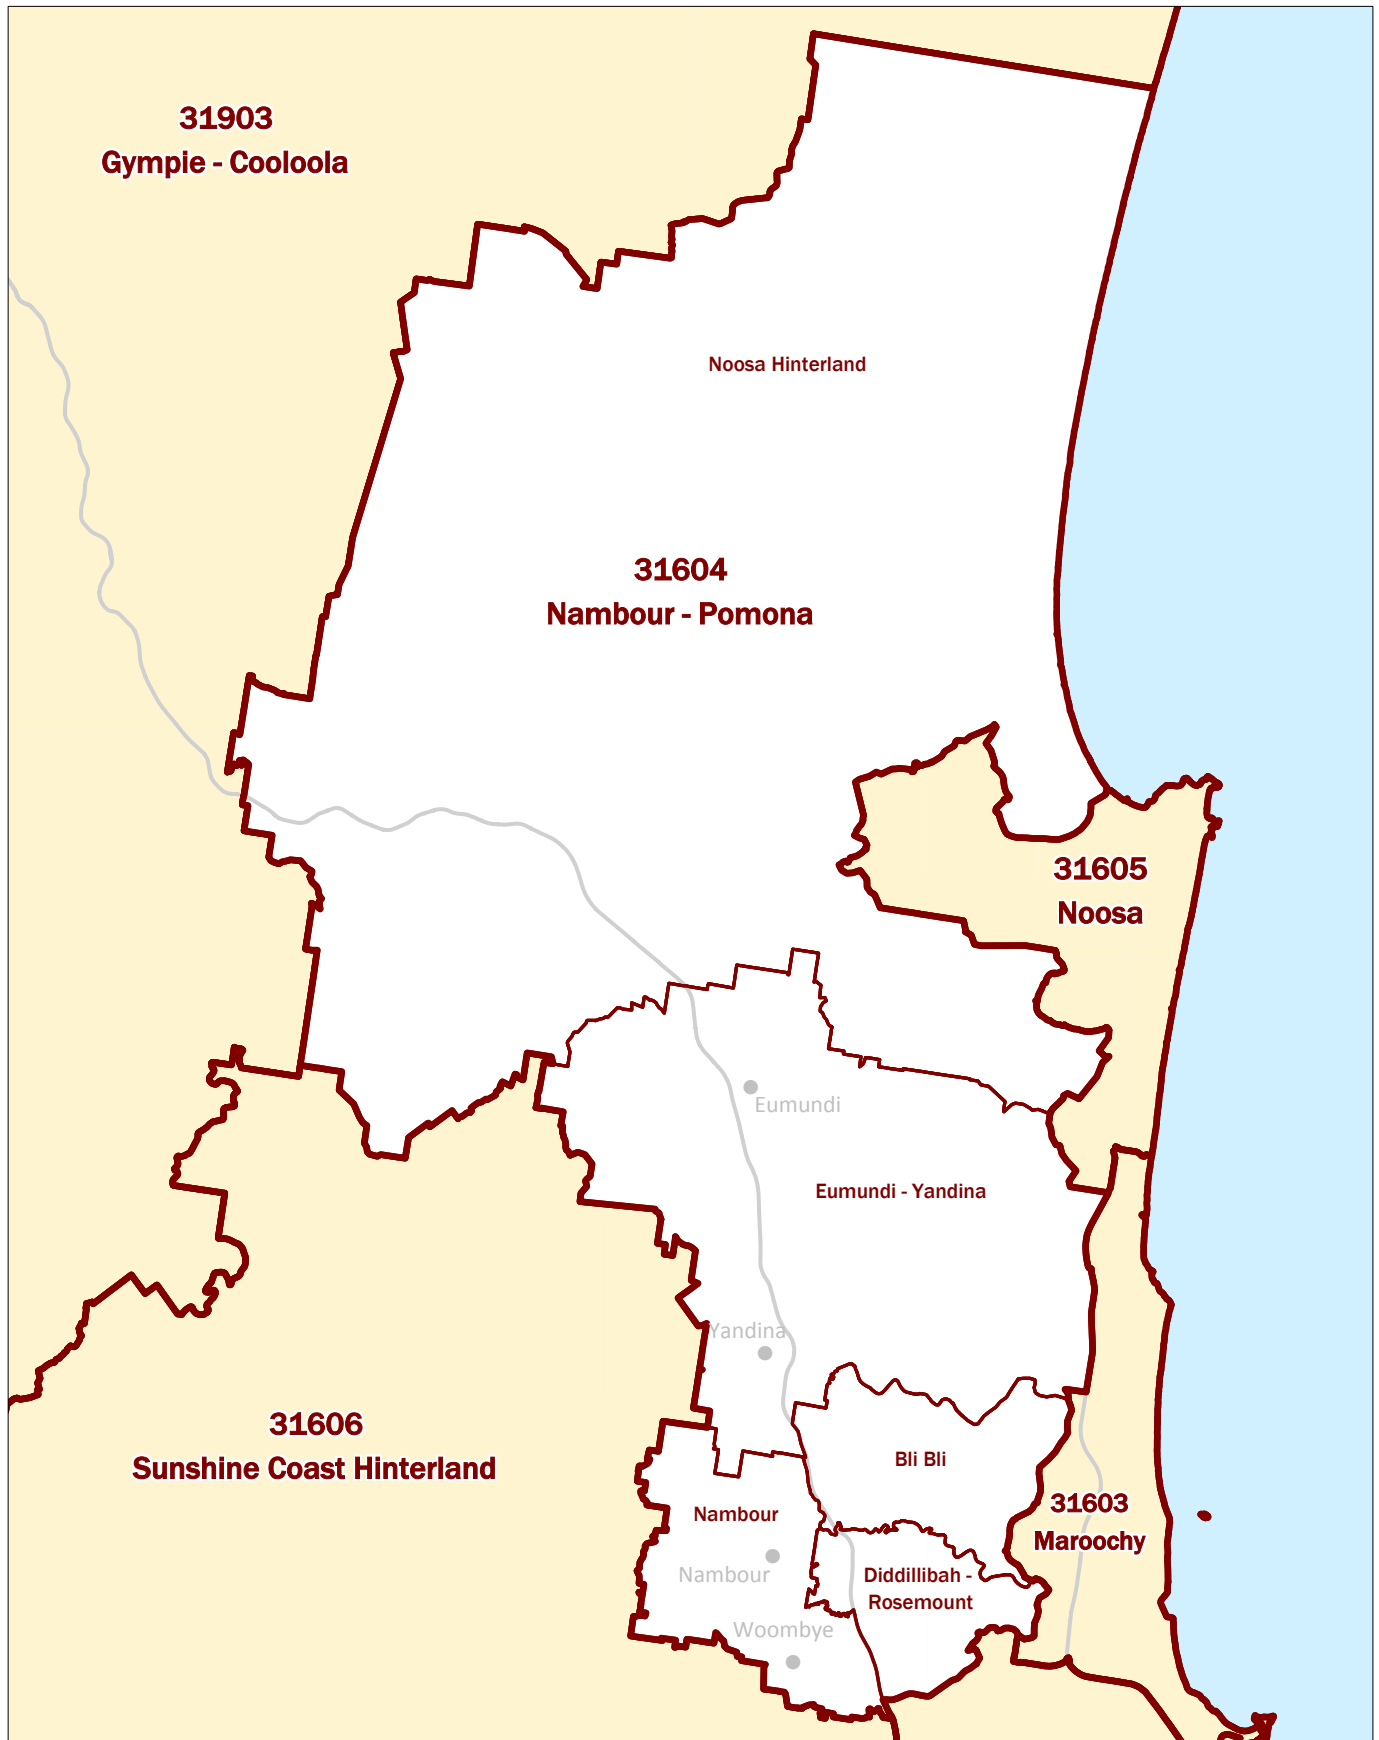 31903
Gympie - Cooloola
Noosa Hinterland
31604
Nambour - Pomona
31605
Noosa
Eumundi
Eumundi - Yandina
Yandina
31606
Sunshine Coast Hinterland
Bli Bli
31603
Maroochy
Nambour
Nambour
Diddillibah -
Rosemount
Woombye